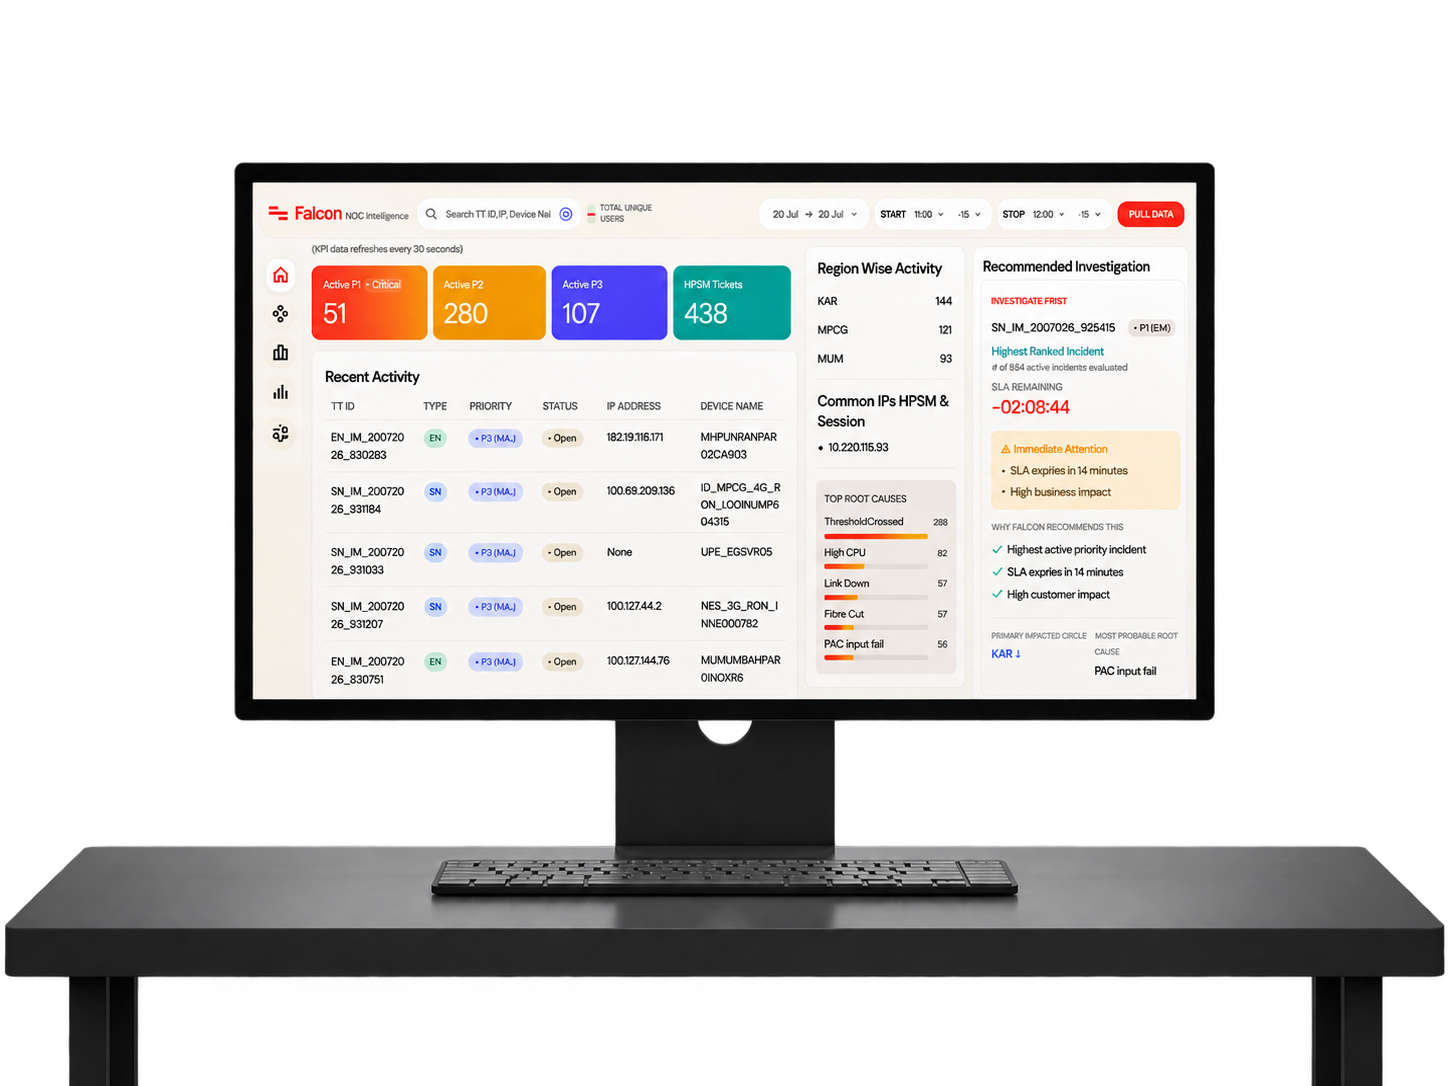 Falcon NOC Intelligence
Search TT ID,IP, Device Nai
TOTAL UNIQUE
USERS
20 Jul → 20 Jul
START 11:00 -15
STOP 12:00 -15
PULL DATA
(KPI data refreshes every 30 seconds)
Active P1 • Critical
51
Active P2
280
Active P3
107
HPSM Tickets
438
Recent Activity
TT ID TYPE PRIORITY STATUS IP ADDRESS DEVICE NAME
EN_IM_200720 EN • P3 (MAJ) • Open 182.19.116.171 MHPUNRANPAR
26_830283 02CA903
SN_IM_200720 SN • P3 (MAJ) • Open 100.69.209.136 ID_MPCG_4G_R
26_931184 ON_LOOINUMP6
04315
SN_IM_200720 SN • P3 (MAJ) • Open None UPE_EGSVR05
26_931033
SN_IM_200720 SN • P3 (MAJ) • Open 100.127.44.2 NES_3G_RON_I
26_931207 NNE000782
EN_IM_200720 EN • P3 (MAJ) • Open 100.127.144.76 MUMUMBAHPAR
26_830751 0INOXR6
Region Wise Activity
KAR 144
MPCG 121
MUM 93
Common IPs HPSM &
Session
• 10.220.115.93
TOP ROOT CAUSES
ThresholdCrossed 288
High CPU 82
Link Down 57
Fibre Cut 57
PAC input fail 56
Recommended Investigation
INVESTIGATE FRIST
SN_IM_2007026_925415 • P1 (EM)
Highest Ranked Incident
# of 854 active incidents evaluated
SLA REMAINING
-02:08:44
Immediate Attention
• SLA expries in 14 minutes
• High business impact
WHY FALCON RECOMMENDS THIS
✓ Highest active priority incident
✓ SLA expries in 14 minutes
✓ High customer impact
PRIMARY IMPACTED CIRCLE
KAR ↓
MOST PROBABLE ROOT
CAUSE
PAC input fail